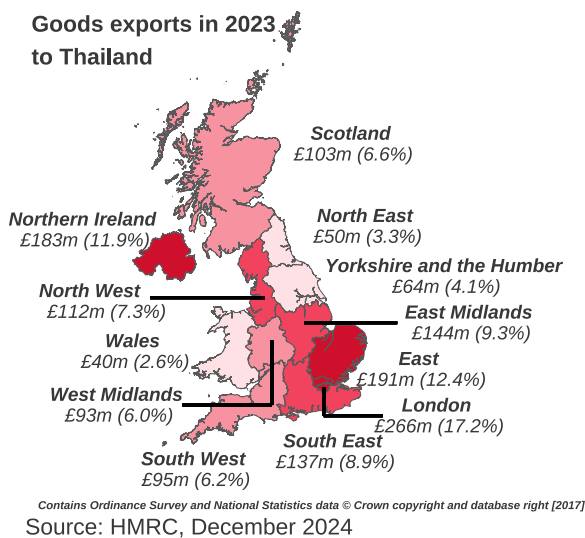 Goods exports in 2023
to Thailand
Scotland
£103m (6.6%)
Northern Ireland
£183m (11.9%)
North East
£50m (3.3%)
Yorkshire and the Humber
£64m (4.1%)
North West
£112m (7.3%)
East Midlands
£144m (9.3%)
Wales
£40m (2.6%)
East
£191m (12.4%)
West Midlands
£93m (6.0%)
London
£266m (17.2%)
South East
£137m (8.9%)
South West
£95m (6.2%)
Contains Ordinance Survey and National Statistics data © Crown copyright and database right [2017]
Source: HMRC, December 2024